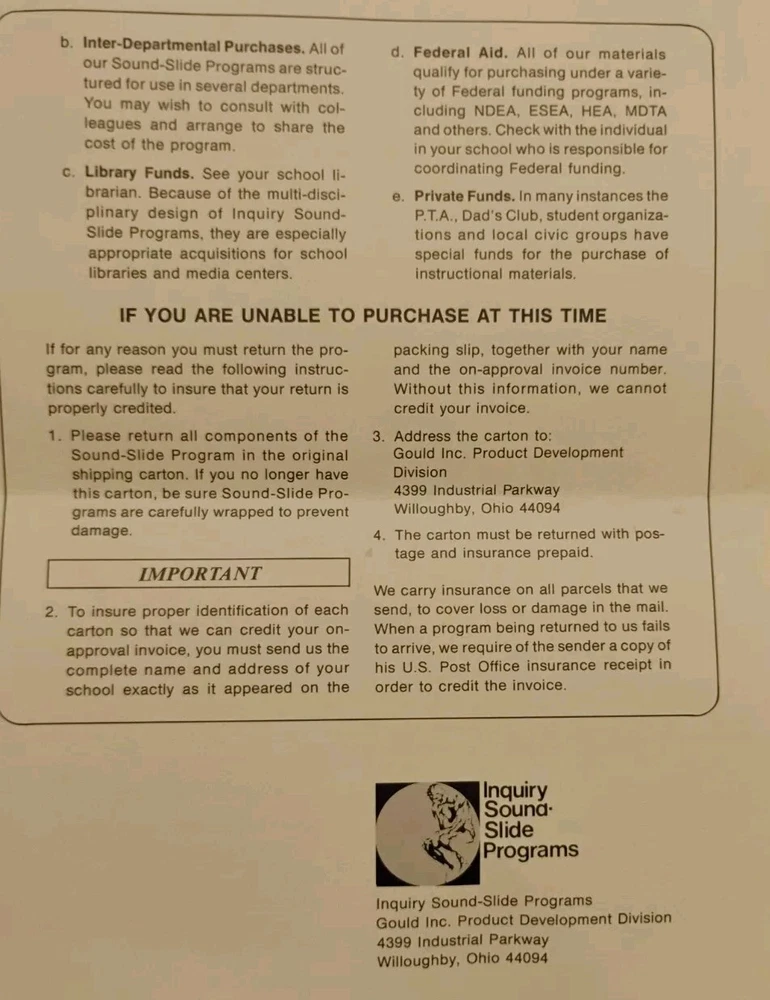 b. Inter-Departmental Purchases. All of
our Sound-Slide Programs are struc-
tured for use in several departments.
You may wish to consult with col-
leagues and arrange to share the
cost of the program.
c. Library Funds. See your school li-
brarian. Because of the multi-disci-
plinary design of Inquiry Sound-
Slide Programs, they are especially
appropriate acquisitions for school
libraries and media centers.
d. Federal Aid. All of our materials
qualify for purchasing under a varie-
ty of Federal funding programs, in-
cluding NDEA, ESEA, HEA, MDTA
and others. Check with the individual
in your school who is responsible for
coordinating Federal funding.
e. Private Funds. In many instances the
P.T.A., Dad's Club, student organiza-
tions and local civic groups have
special funds for the purchase of
instructional materials.
IF YOU ARE UNABLE TO PURCHASE AT THIS TIME
If for any reason you must return the pro-
gram, please read the following instruc-
tions carefully to insure that your return is
properly credited.
1. Please return all components of the
Sound-Slide Program in the original
shipping carton. If you no longer have
this carton, be sure Sound-Slide Pro-
grams are carefully wrapped to prevent
damage.
IMPORTANT
2. To insure proper identification of each
carton so that we can credit your on-
approval invoice, you must send us the
complete name and address of your
school exactly as it appeared on the
packing slip, together with your name
and the on-approval invoice number.
Without this information, we cannot
credit your invoice.
3. Address the carton to:
Gould Inc. Product Development
Division
4399 Industrial Parkway
Willoughby, Ohio 44094
4. The carton must be returned with pos-
tage and insurance prepaid.
We carry insurance on all parcels that we
send, to cover loss or damage in the mail.
When a program being returned to us fails
to arrive, we require of the sender a copy of
his U.S. Post Office insurance receipt in
order to credit the invoice.
Inquiry
Sound-
Slide
Programs
Inquiry Sound-Slide Programs
Gould Inc. Product Development Division
4399 Industrial Parkway
Willoughby, Ohio 44094